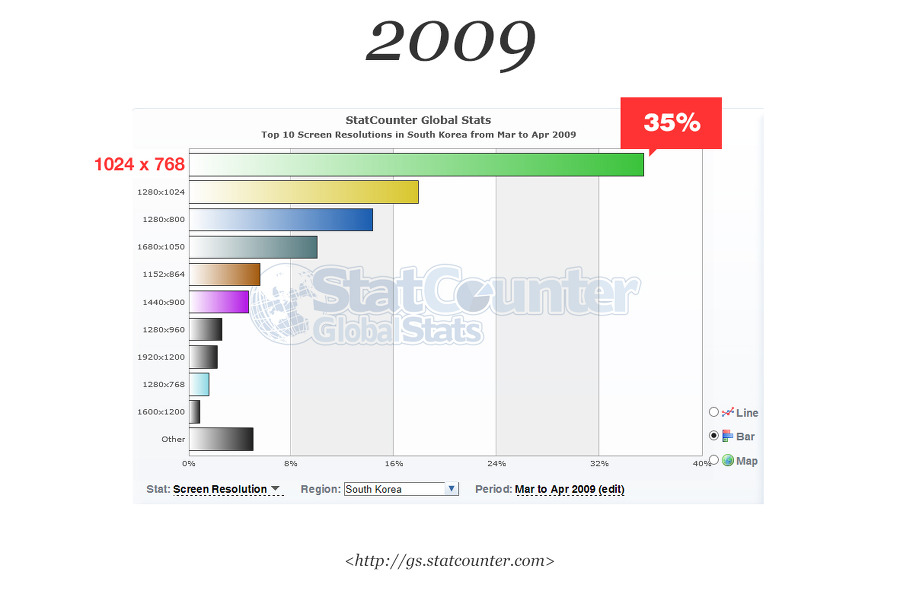 2009
StatCounter Global Stats
Top 10 Screen Resolutions in South Korea from Mar to Apr 2009
35%
1024 x 768
1280x1024
1280x800
1680x1050
1152x864
1440x900
1280x960
1920x1200
1280x768
1600x1200
Other
StatCounter
GlobalStats
0% 8% 16% 24% 32% 40%
Line
Bar
Map
Stat: Screen Resolution Region: South Korea Period: Mar to Apr 2009 (edit)
<http://gs.statcounter.com>